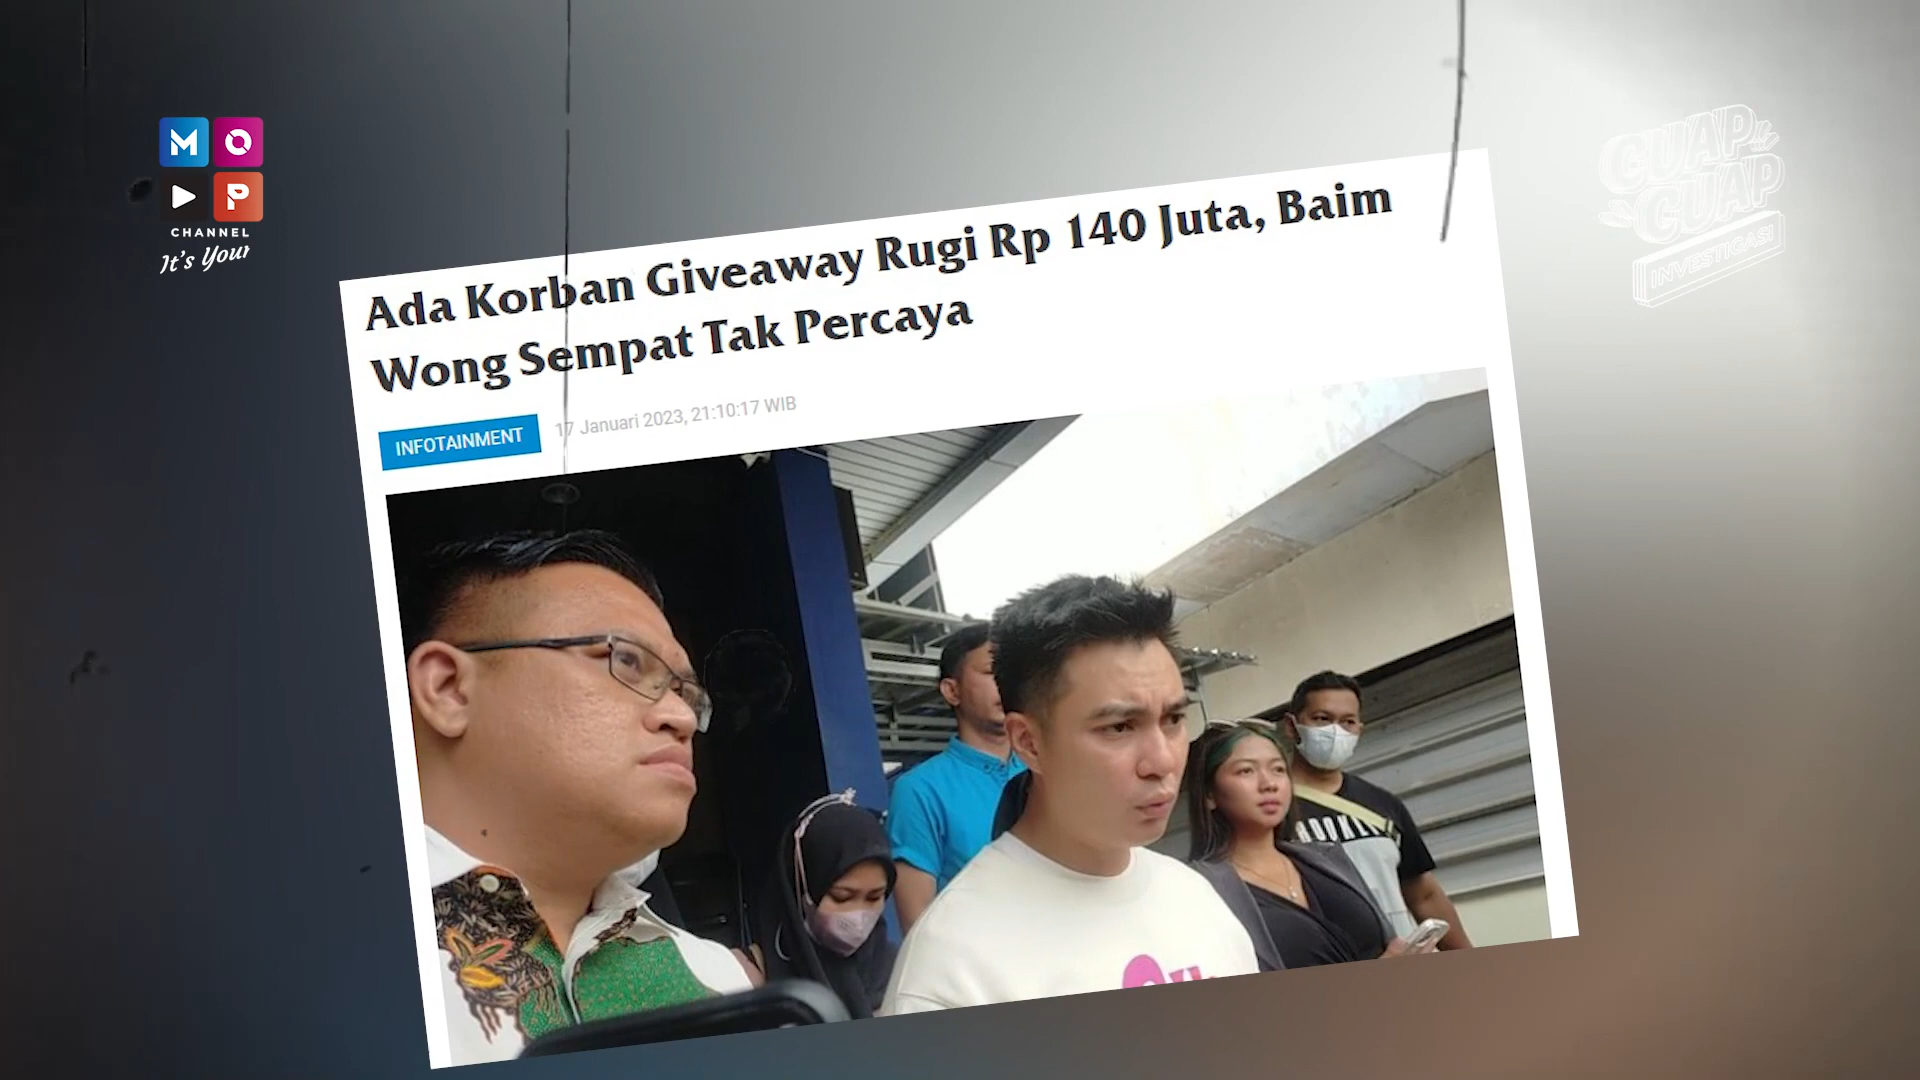 MOP
CHANNEL
It's Your
GUAP
GUAP
INVESTIGASI
Ada Korban Giveaway Rugi Rp 140 Juta, Baim
Wong Sempat Tak Percaya
INFOTAINMENT
17 Januari 2023, 21:10:17 WIB